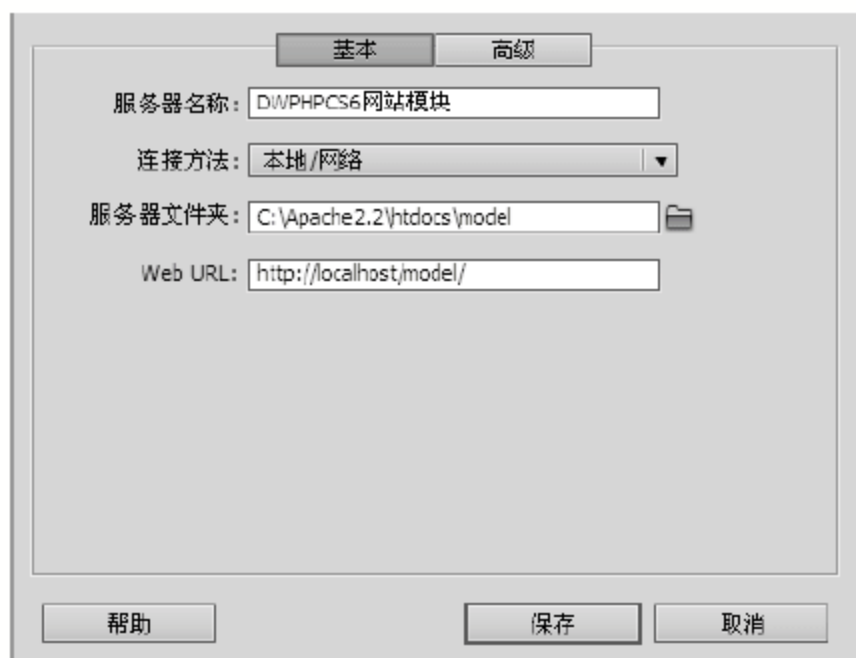 基本 高级
服务器名称: DWPHPCS6网站模块
连接方法: 本地/网络
服务器文件夹: C:\Apache2.2\htdocs\model
Web URL: http://localhost/model/
帮助 保存 取消